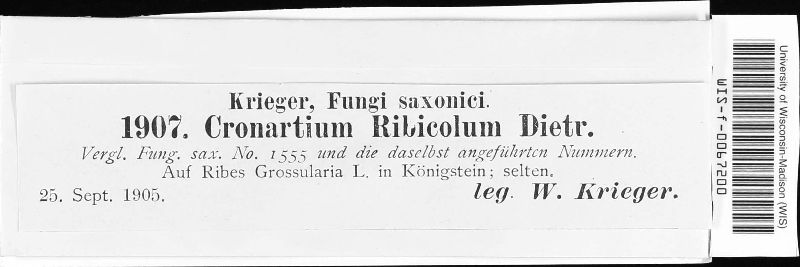 Krieger, Fungi saxonici.
1907. Cronartium Ribicolum Dietr.
Vergl. Fung. sax. No. 1555 und die daselbst angeführten Nummern.
Auf Ribes Grossularia L. in Königstein; selten.
25. Sept. 1905. leg. W. Krieger.
WIS-f-0067200
University of Wisconsin-Madison (WIS)